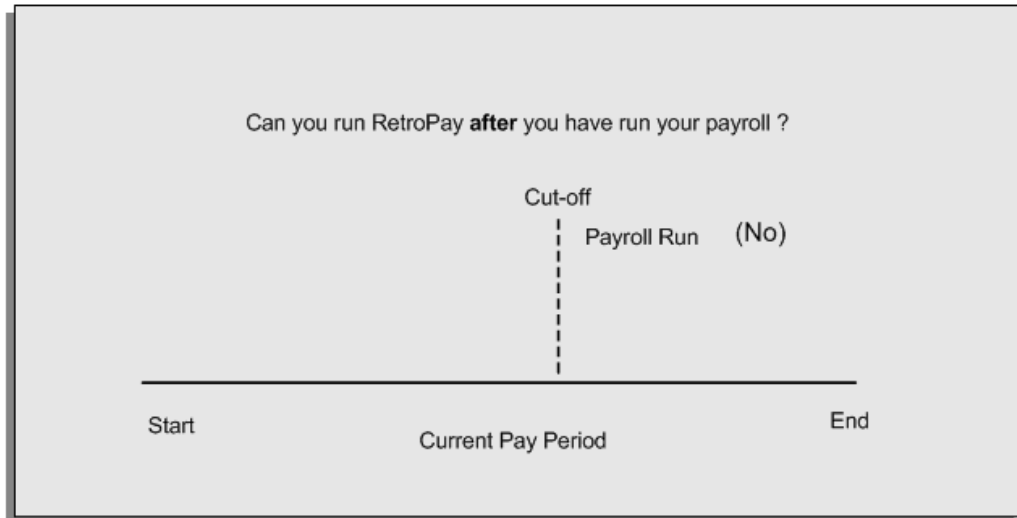 Can you run RetroPay after you have run your payroll ?
Cut-off
Payroll Run (No)
Start
End
Current Pay Period